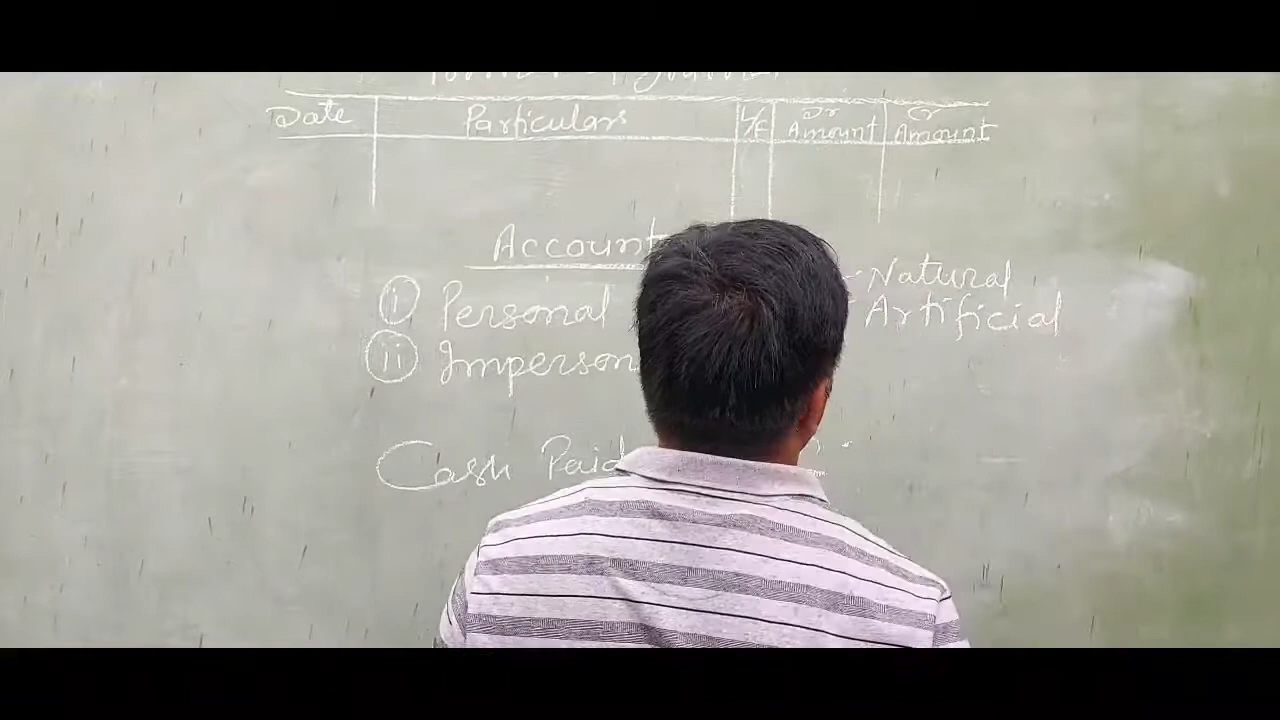 Date Particulars L/F Dr Amount Cr Amount
Account
(i) Personal - Natural
- Artificial
(ii) Imperson
Cash Paid